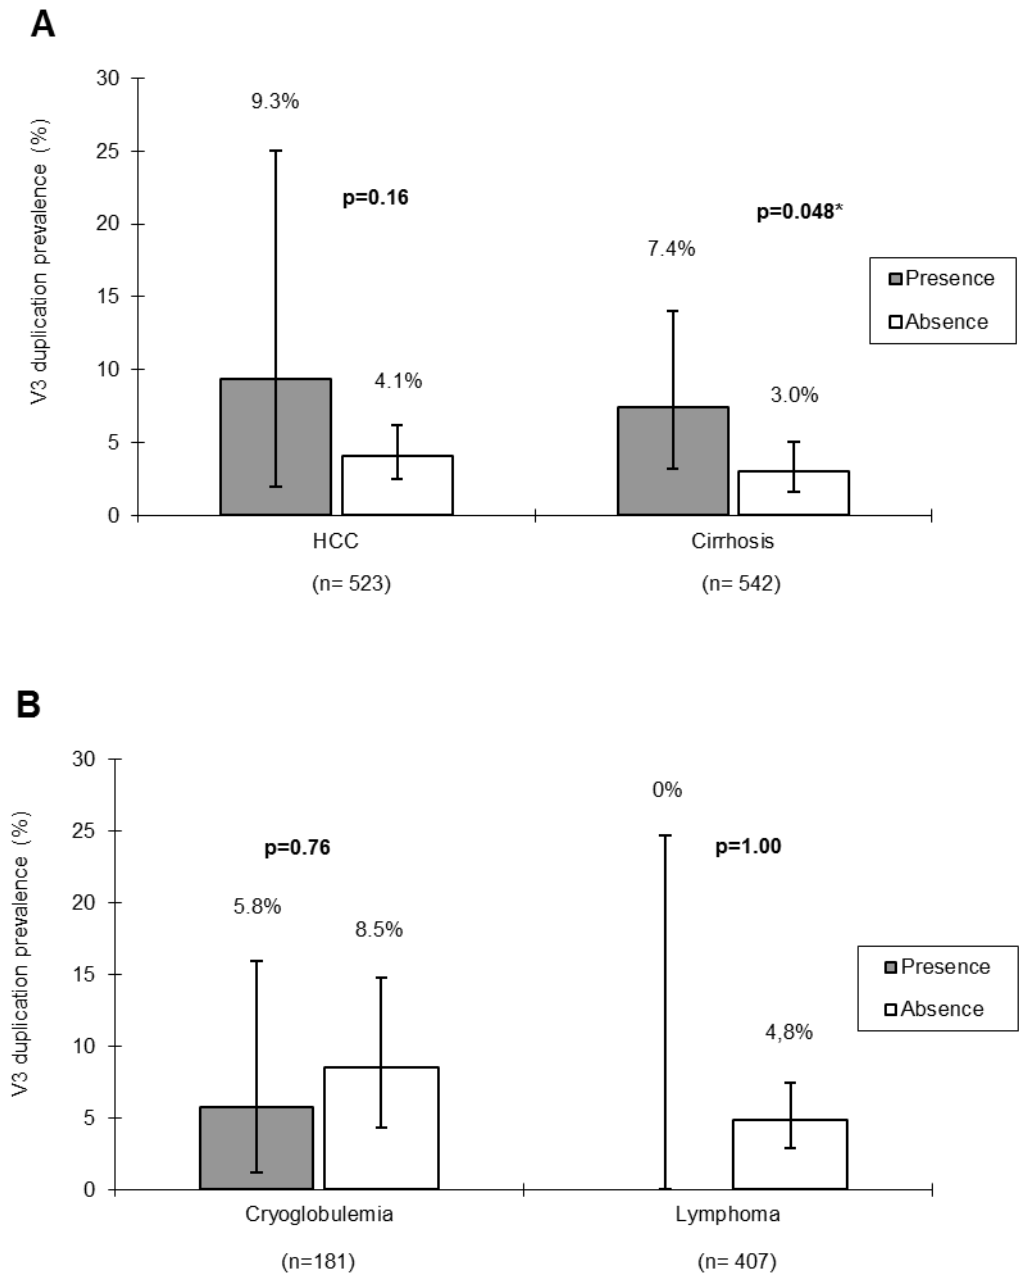 A
V3 duplication prevalence (%)
30
25
20
15
10
5
0
9.3%
p=0.16
4.1%
7.4%
p=0.048*
3.0%
Presence
Absence
HCC
Cirrhosis
(n= 523)
(n= 542)
B
V3 duplication prevalence (%)
30
25
20
15
10
5
0
p=0.76
5.8%
8.5%
0%
p=1.00
4,8%
Presence
Absence
Cryoglobulemia
Lymphoma
(n=181)
(n= 407)